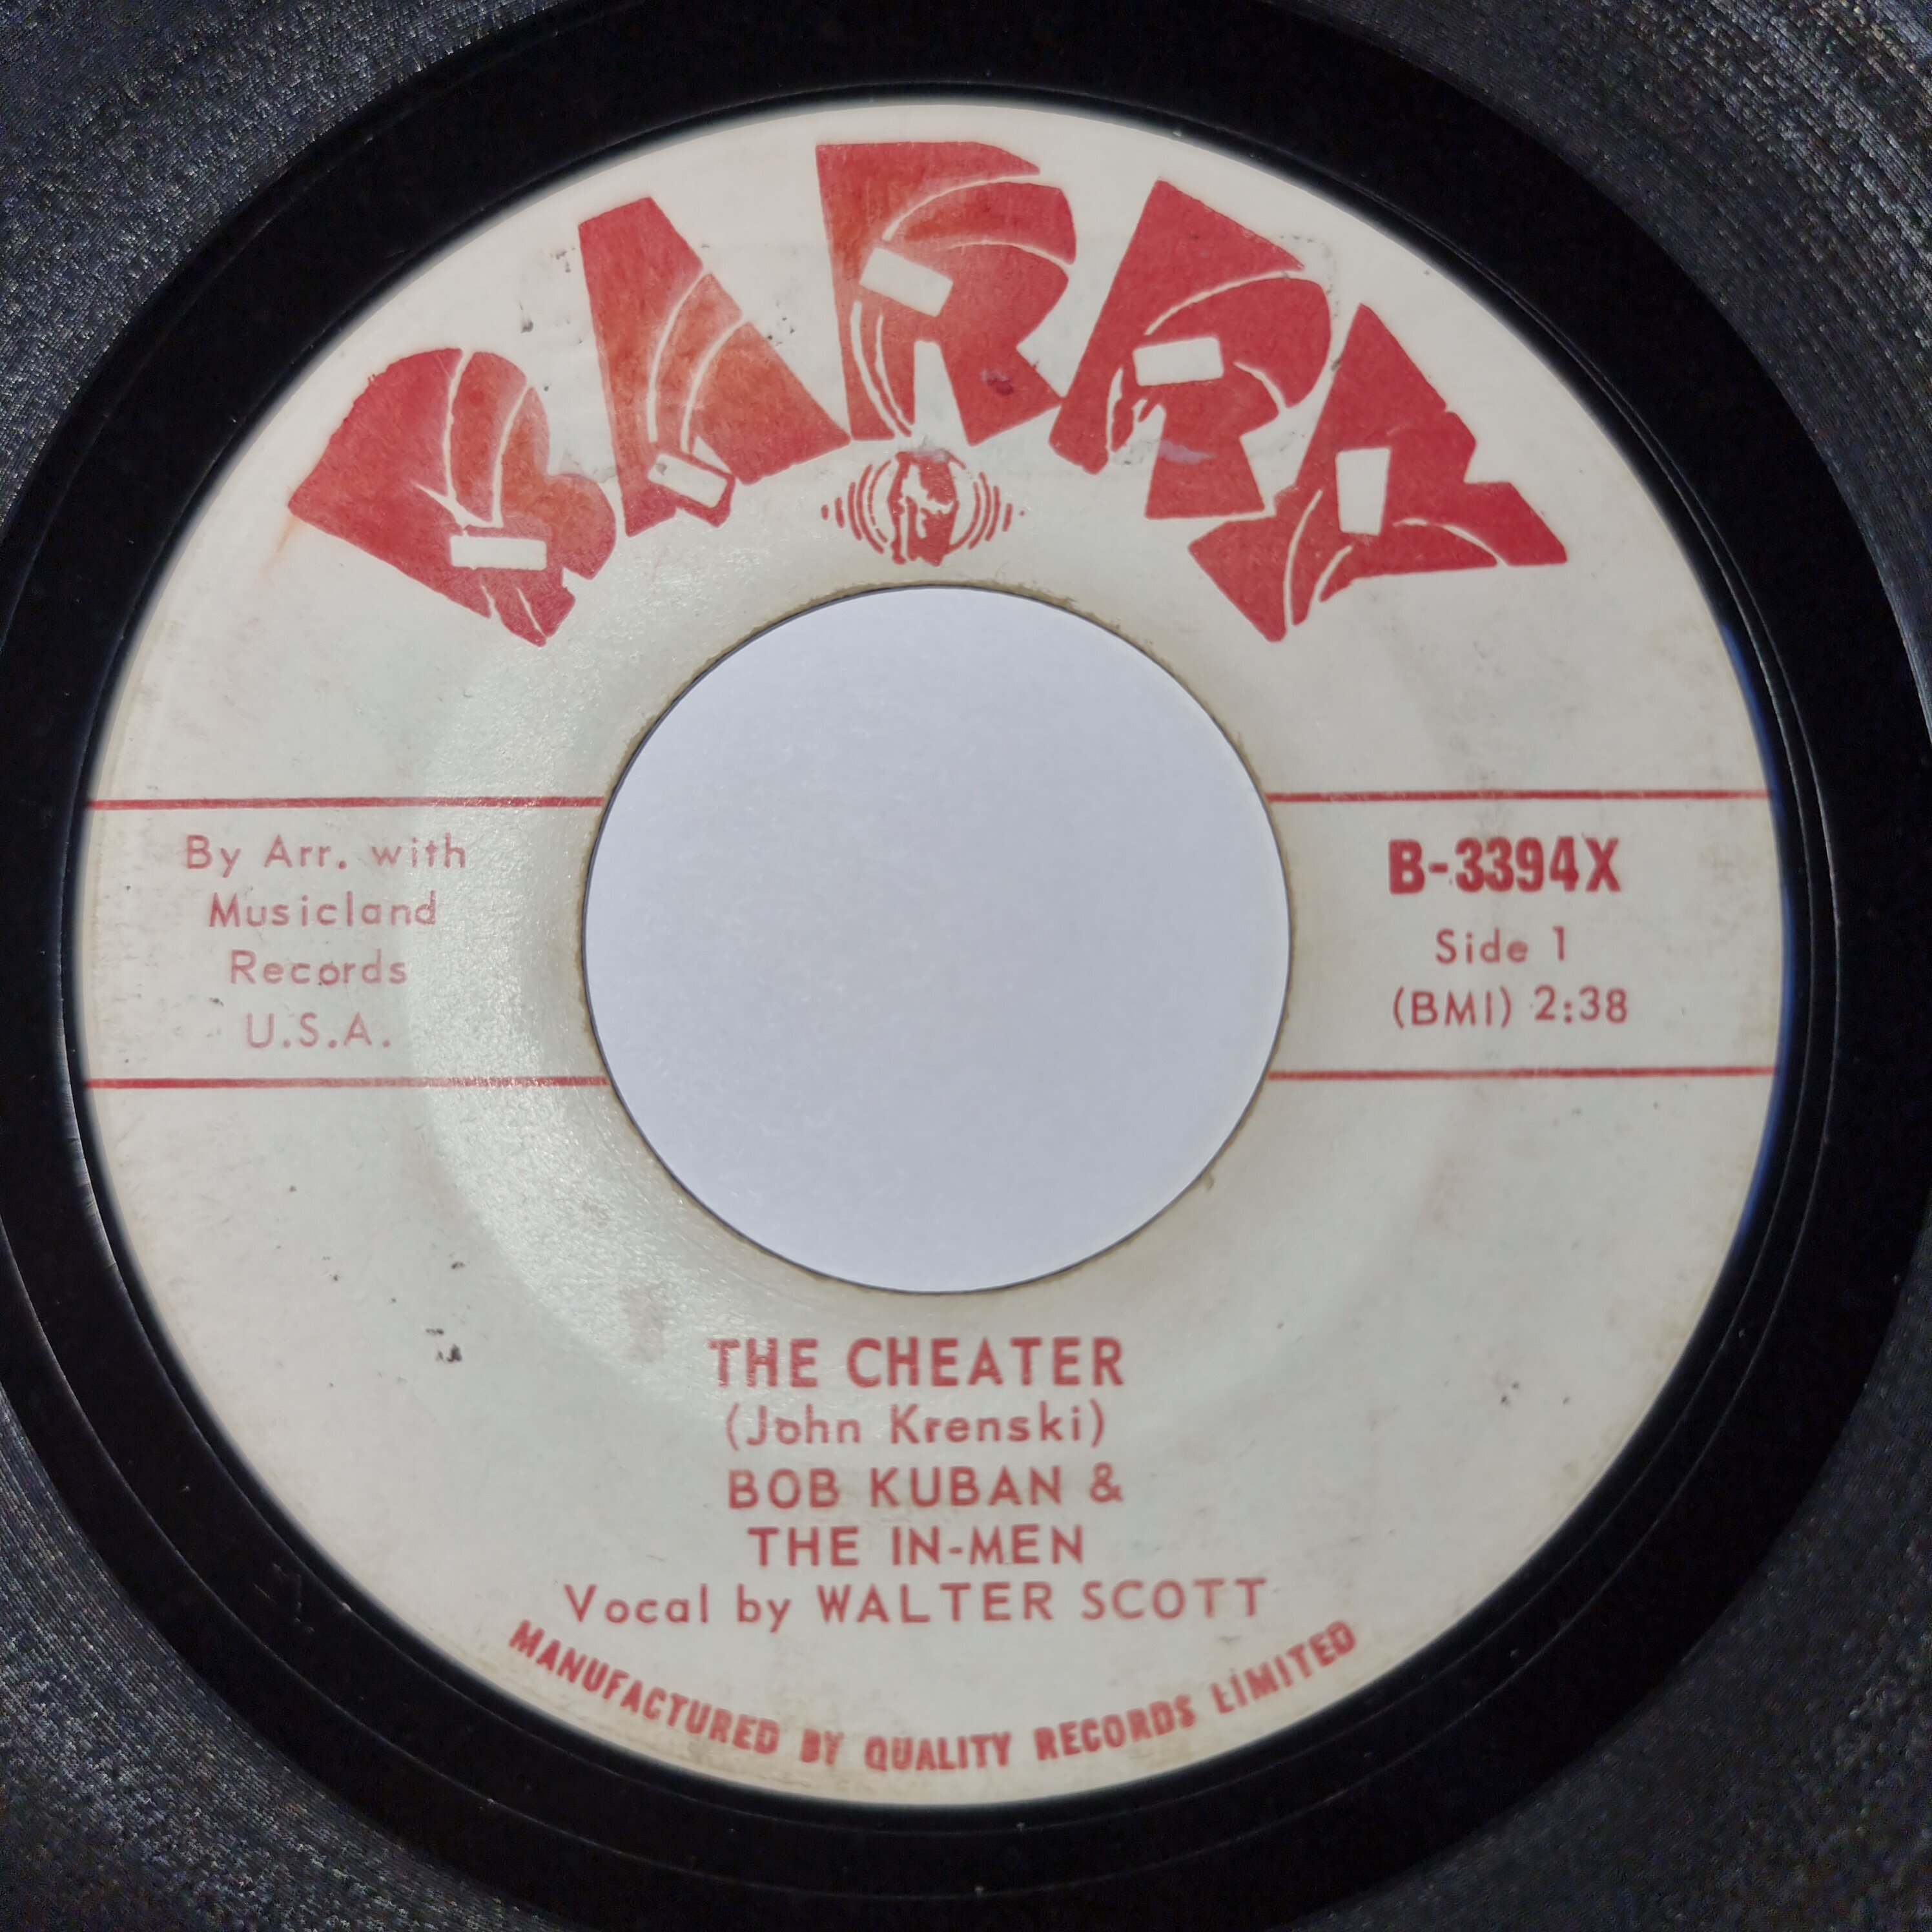 BARRY
By Arr. with
Musicland
Records
U.S.A.
B-3394X
Side 1
(BMI) 2:38
THE CHEATER
(John Krenski)
BOB KUBAN &
THE IN-MEN
Vocal by WALTER SCOTT
MANUFACTURED BY QUALITY RECORDS LIMITED